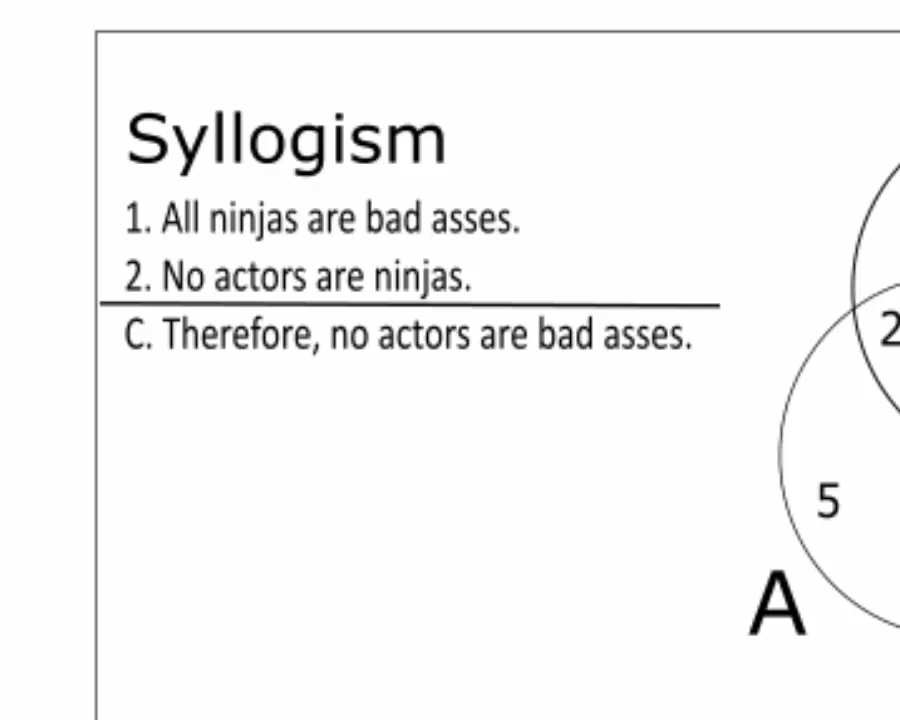 Syllogism
1. All ninjas are bad asses.
2. No actors are ninjas.
C. Therefore, no actors are bad asses.
2
5
A